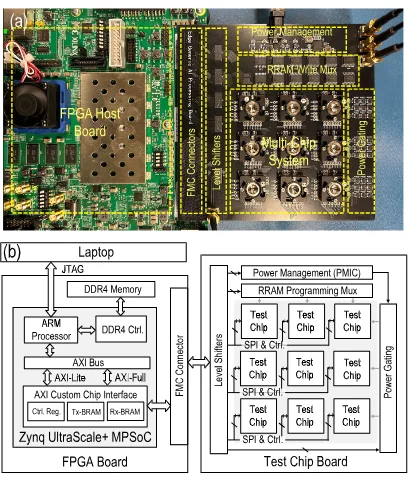 (a)
Power Management
RRAM Write Mux
FPGA Host
Board
FMC Connectors
Level Shifters
Multi-Chip
System
Power Gating
(b)
Laptop
JTAG
DDR4 Memory
ARM
Processor
DDR4 Ctrl.
AXI Bus
AXI-Lite
AXI-Full
AXI Custom Chip Interface
Ctrl. Reg.
Tx-BRAM
Rx-BRAM
Zynq UltraScale+ MPSoC
FPGA Board
FMC Connector
Level Shifters
Power Management (PMIC)
RRAM Programming Mux
Test
Chip
Test
Chip
Test
Chip
SPI & Ctrl.
Test
Chip
Test
Chip
Test
Chip
SPI & Ctrl.
Test
Chip
Test
Chip
Test
Chip
SPI & Ctrl.
Power Gating
Test Chip Board